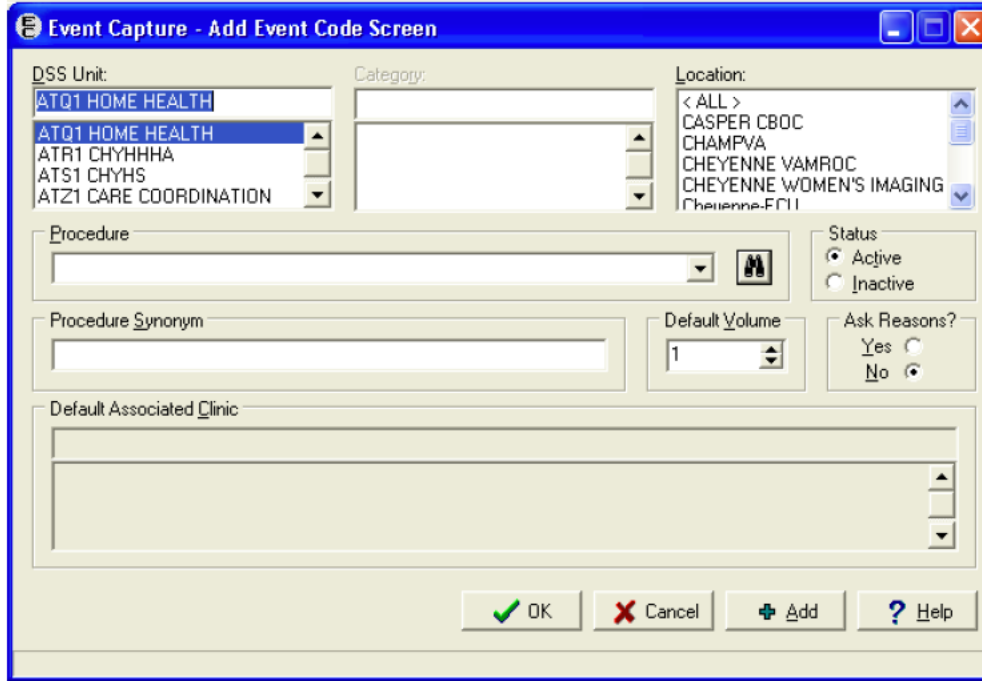 Event Capture - Add Event Code Screen
DSS Unit:
ATQ1 HOME HEALTH
ATQ1 HOME HEALTH
ATR1 CHYHHHA
ATS1 CHYHS
ATZ1 CARE COORDINATION
Category:
Location:
< ALL >
CASPER CBOC
CHAMPVA
CHEYENNE VAMROC
CHEYENNE WOMEN'S IMAGING
Cheyenne-ECU
Procedure
Status
Active
Inactive
Procedure Synonym
Default Volume
1
Ask Reasons?
Yes
No
Default Associated Clinic
OK
Cancel
Add
? Help